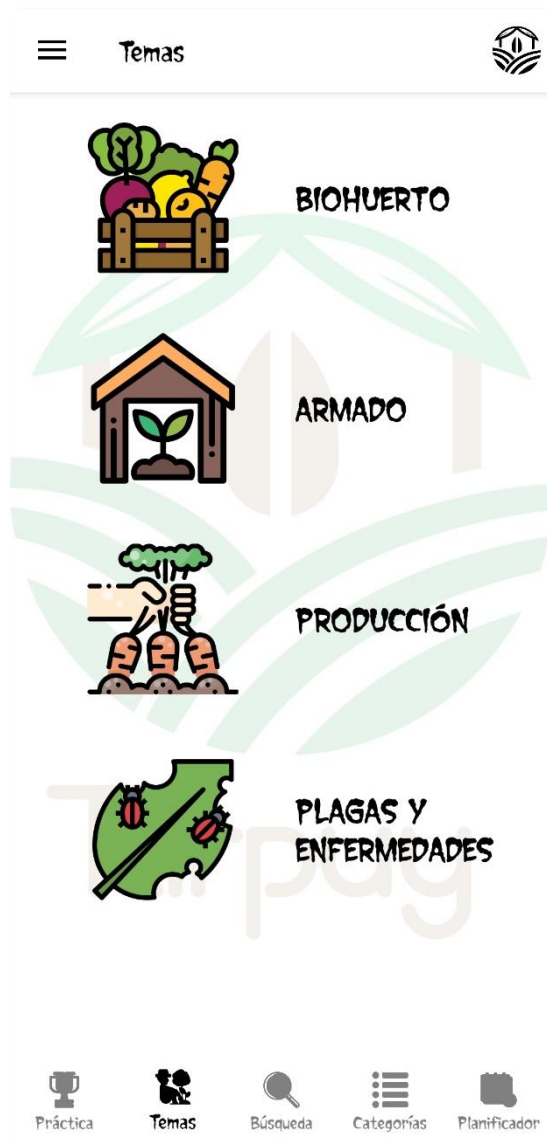 Temas
BIOHUERTO
ARMADO
PRODUCCIÓN
PLAGAS Y
ENFERMEDADES
Práctica
Temas
Búsqueda
Categorías
Planificador